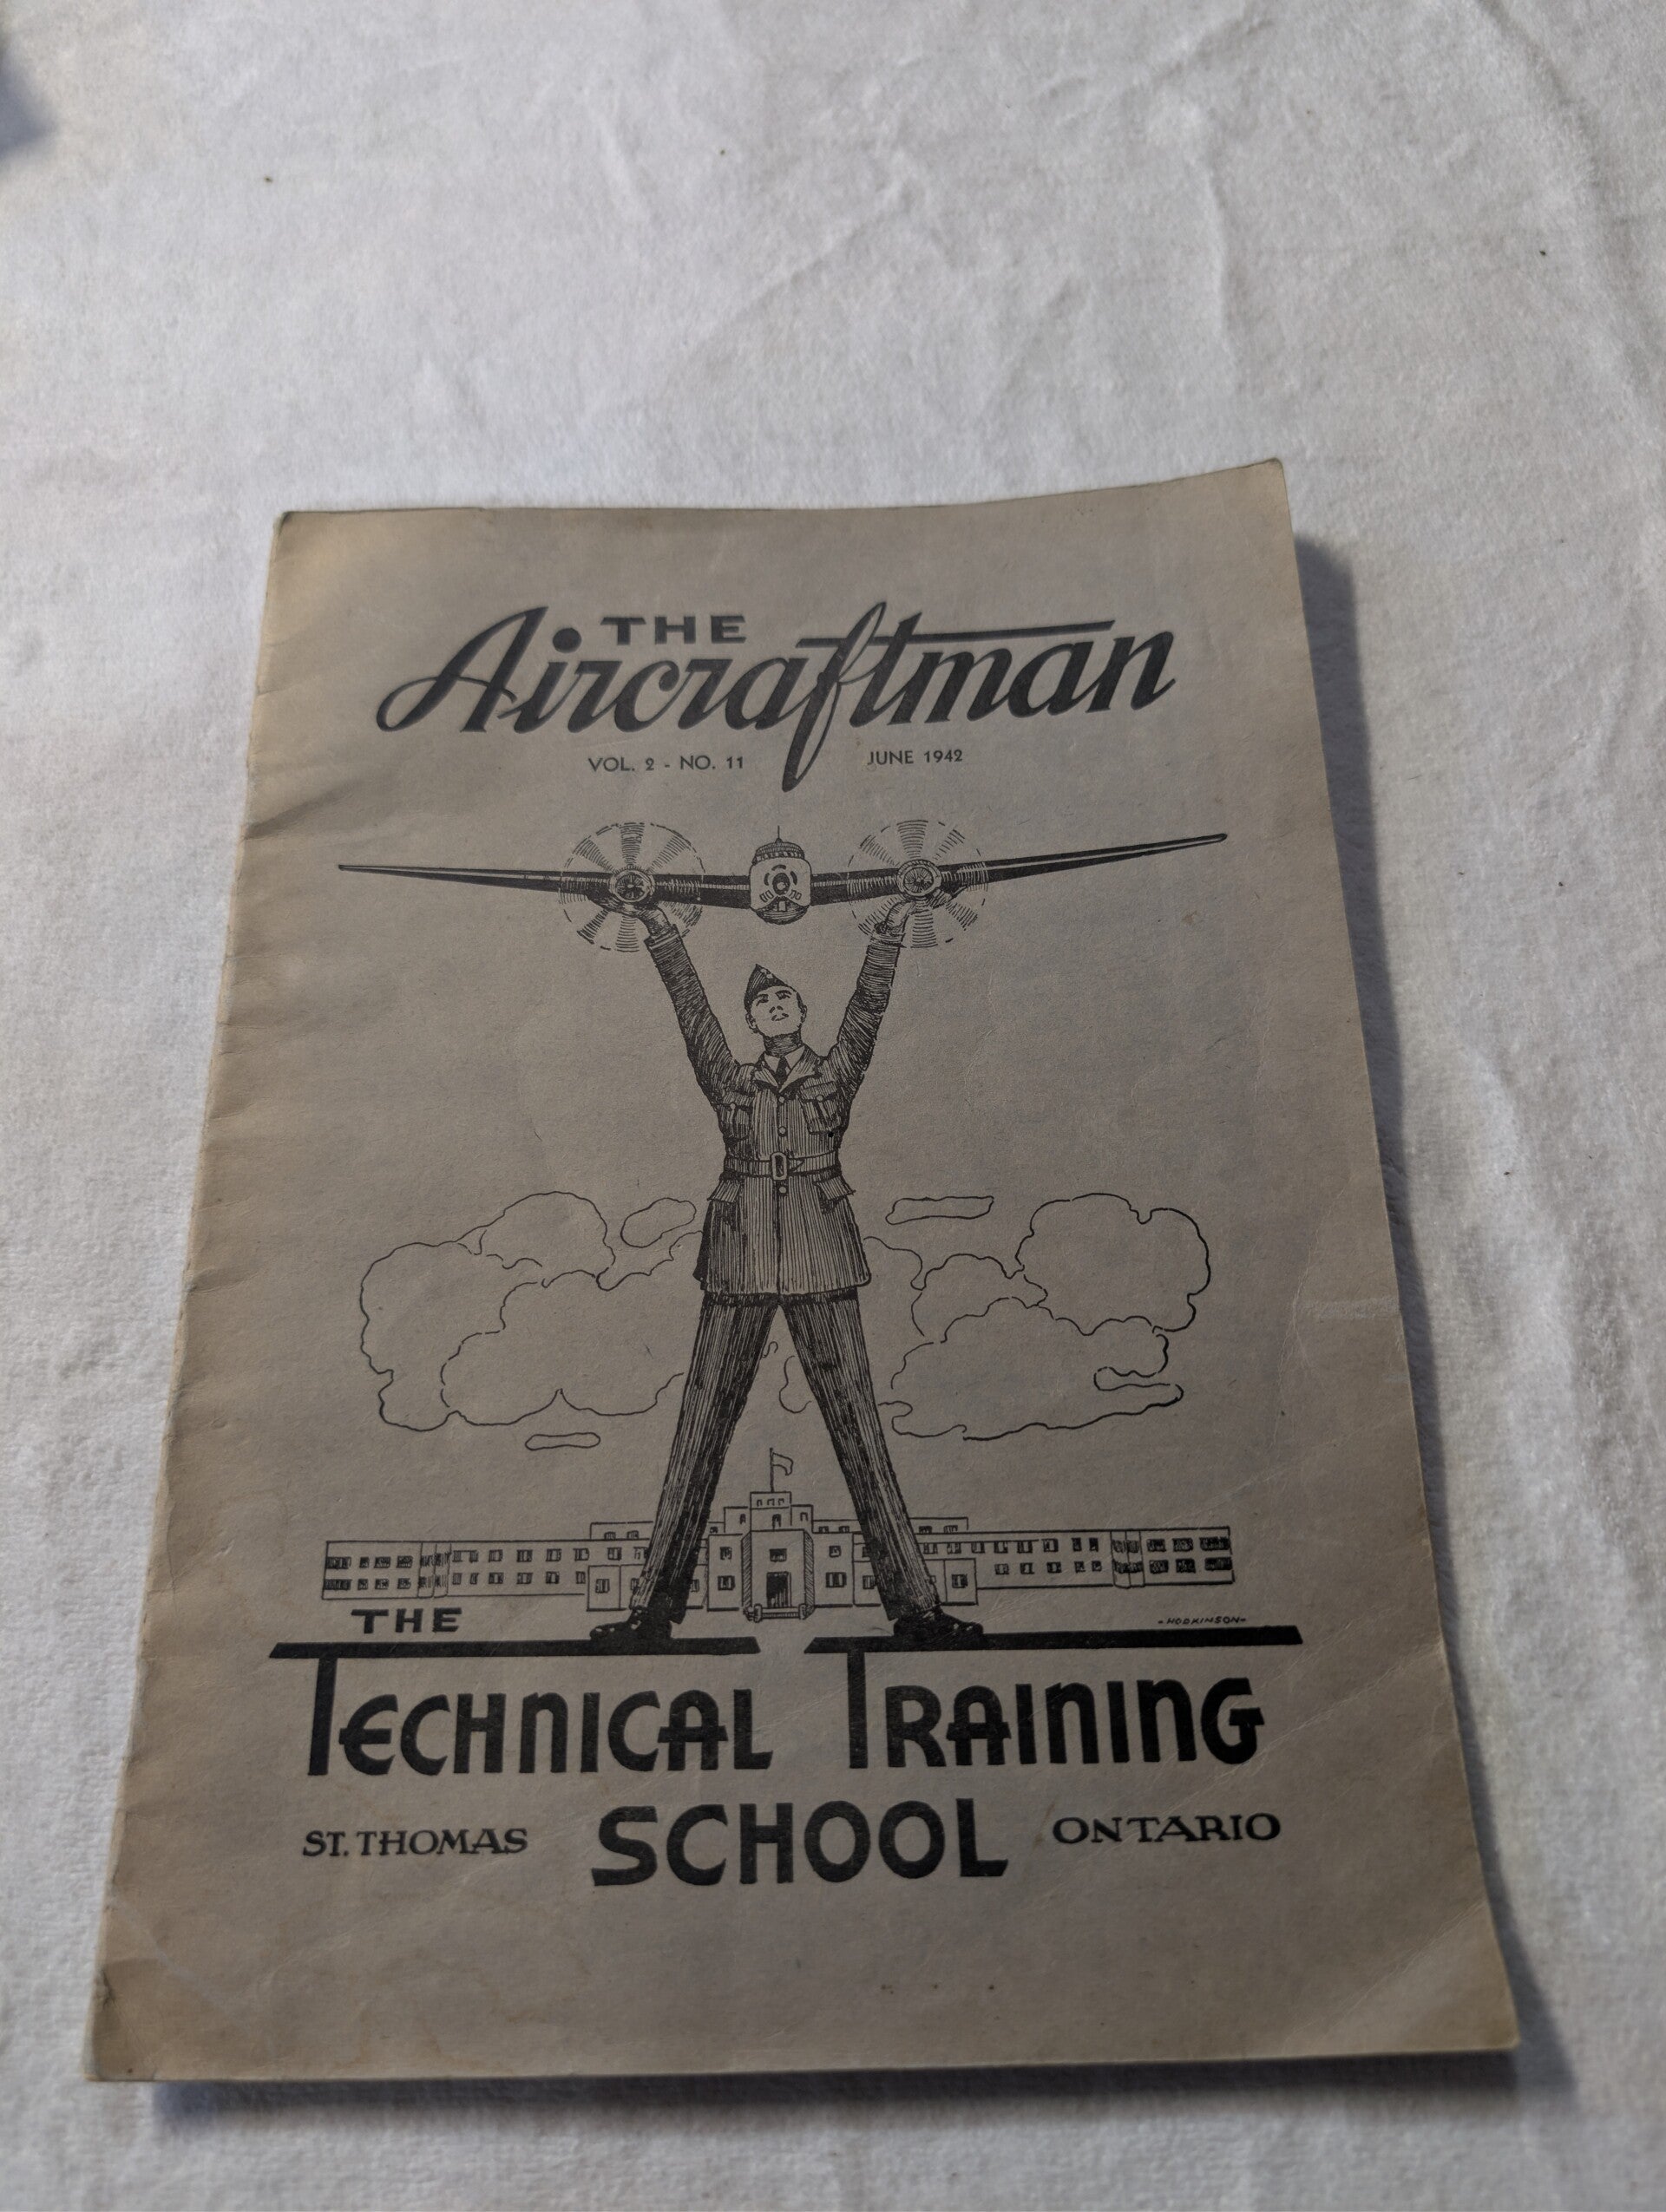 THE
Aircraftman
VOL. 2 - NO. 11 JUNE 1942
-HODKINSON-
THE
TECHNICAL TRAINING
ST. THOMAS SCHOOL ONTARIO